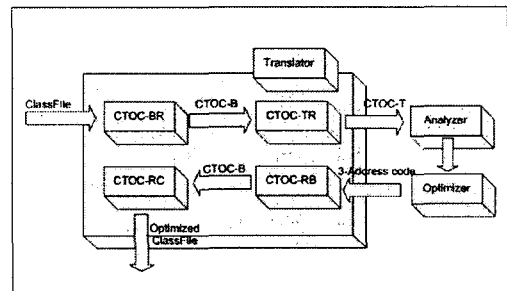 Translator
ClassFile
CTOC-BR
CTOC-B
CTOC-TR
CTOC-T
Analyzer
CTOC-RC
CTOC-B
CTOC-RB
3-Address code
Optimizer
Optimized
ClassFile